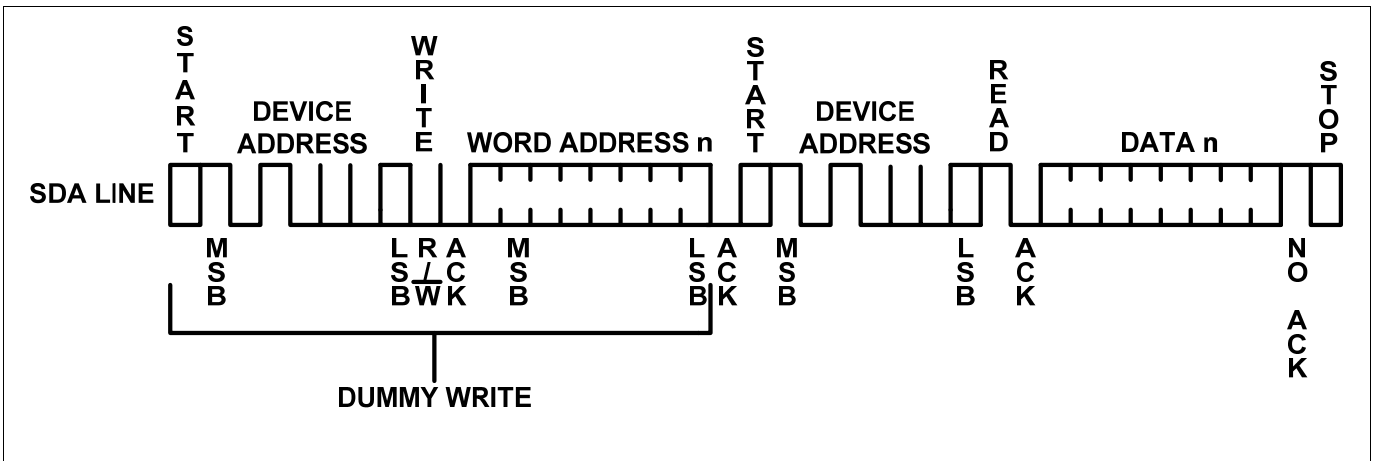 START
WRITE
START
READ
STOP
DEVICE
ADDRESS
WORD ADDRESS n
DEVICE
ADDRESS
DATA n
SDA LINE
MSB
LSB
R/W
ACK
MSB
LSB
ACK
MSB
LSB
ACK
NO ACK
DUMMY WRITE